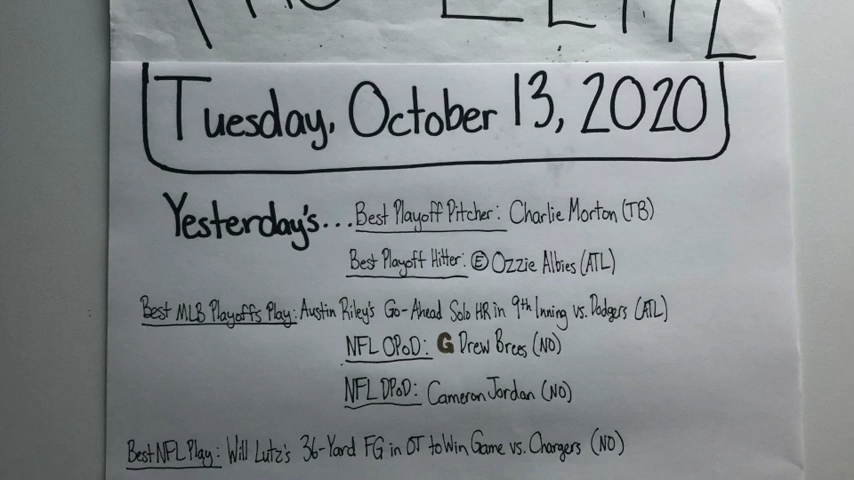 Tuesday, October 13, 2020
Yesterday's... Best Playoff Pitcher: Charlie Morton (TB)
Best Playoff Hitter: Ⓔ Ozzie Albies (ATL)
Best MLB Playoffs Play: Austin Riley's Go-Ahead Solo HR in 9th Inning vs. Dodgers (ATL)
NFL OPoD: G Drew Brees (NO)
NFL DPoD: Cameron Jordan (NO)
Best NFL Play: Will Lutz's 36-Yard FG in OT to Win Game vs. Chargers (NO)